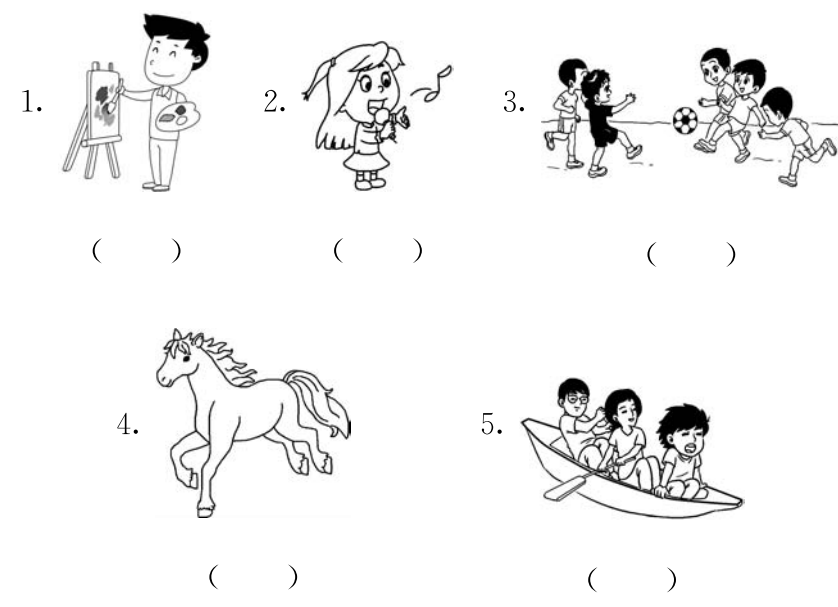 1. 2. 3.
( ) ( ) ( )
4. 5.
( ) ( )